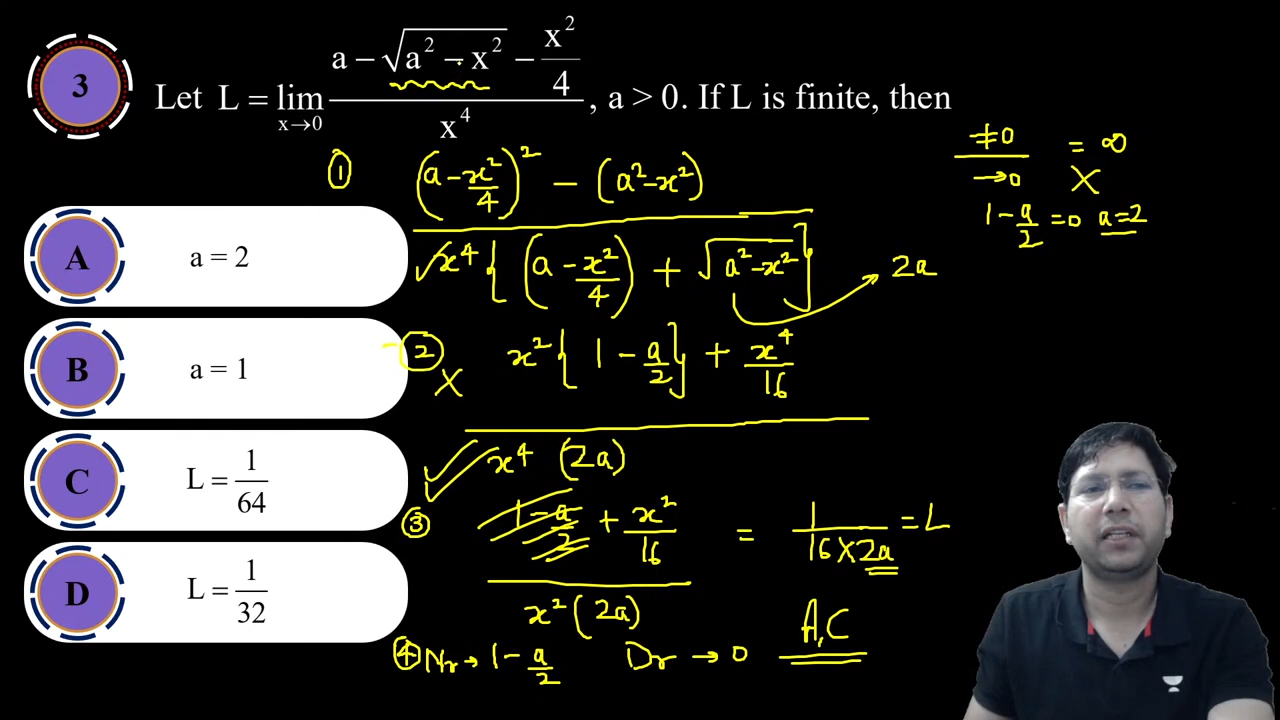 3
Let L = lim x→0 (a − √(a² − x²) − x²/4) / x⁴ , a > 0. If L is finite, then
≠0 / →0 = ∞ X
1 − a/2 = 0 a = 2
① (a − x²/4)² − (a² − x²)
x⁴ { (a − x²/4) + √(a² − x²) } → 2a
A a = 2
② X x² { 1 − a/2 } + x⁴/16
x⁴ (2a)
B a = 1
C L = 1/64
③ 1 − a/2 + x²/16 = 1/(16×2a) = L
x² (2a)
D L = 1/32
④ Nr → 1 − a/2 Dr → 0
A,C